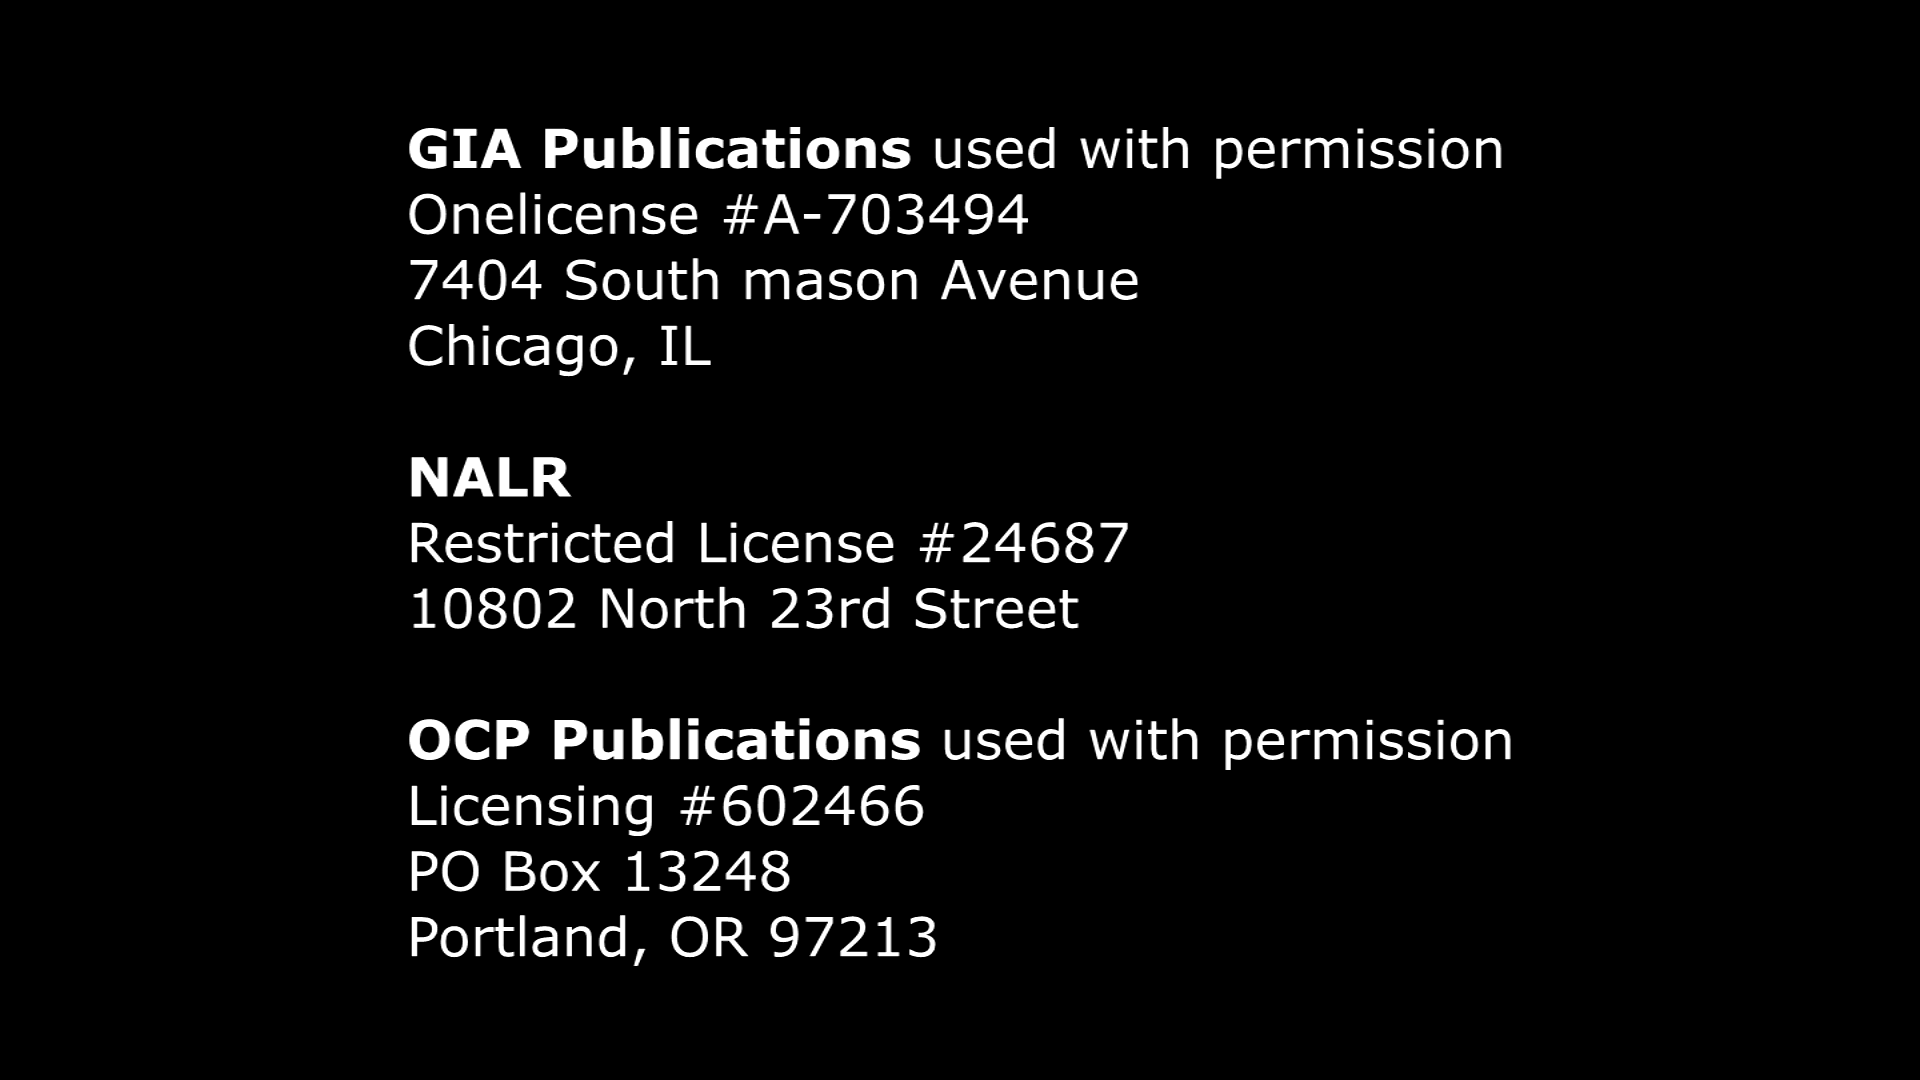 GIA Publications used with permission
Onelicense #A-703494
7404 South mason Avenue
Chicago, IL
NALR
Restricted License #24687
10802 North 23rd Street
OCP Publications used with permission
Licensing #602466
PO Box 13248
Portland, OR 97213